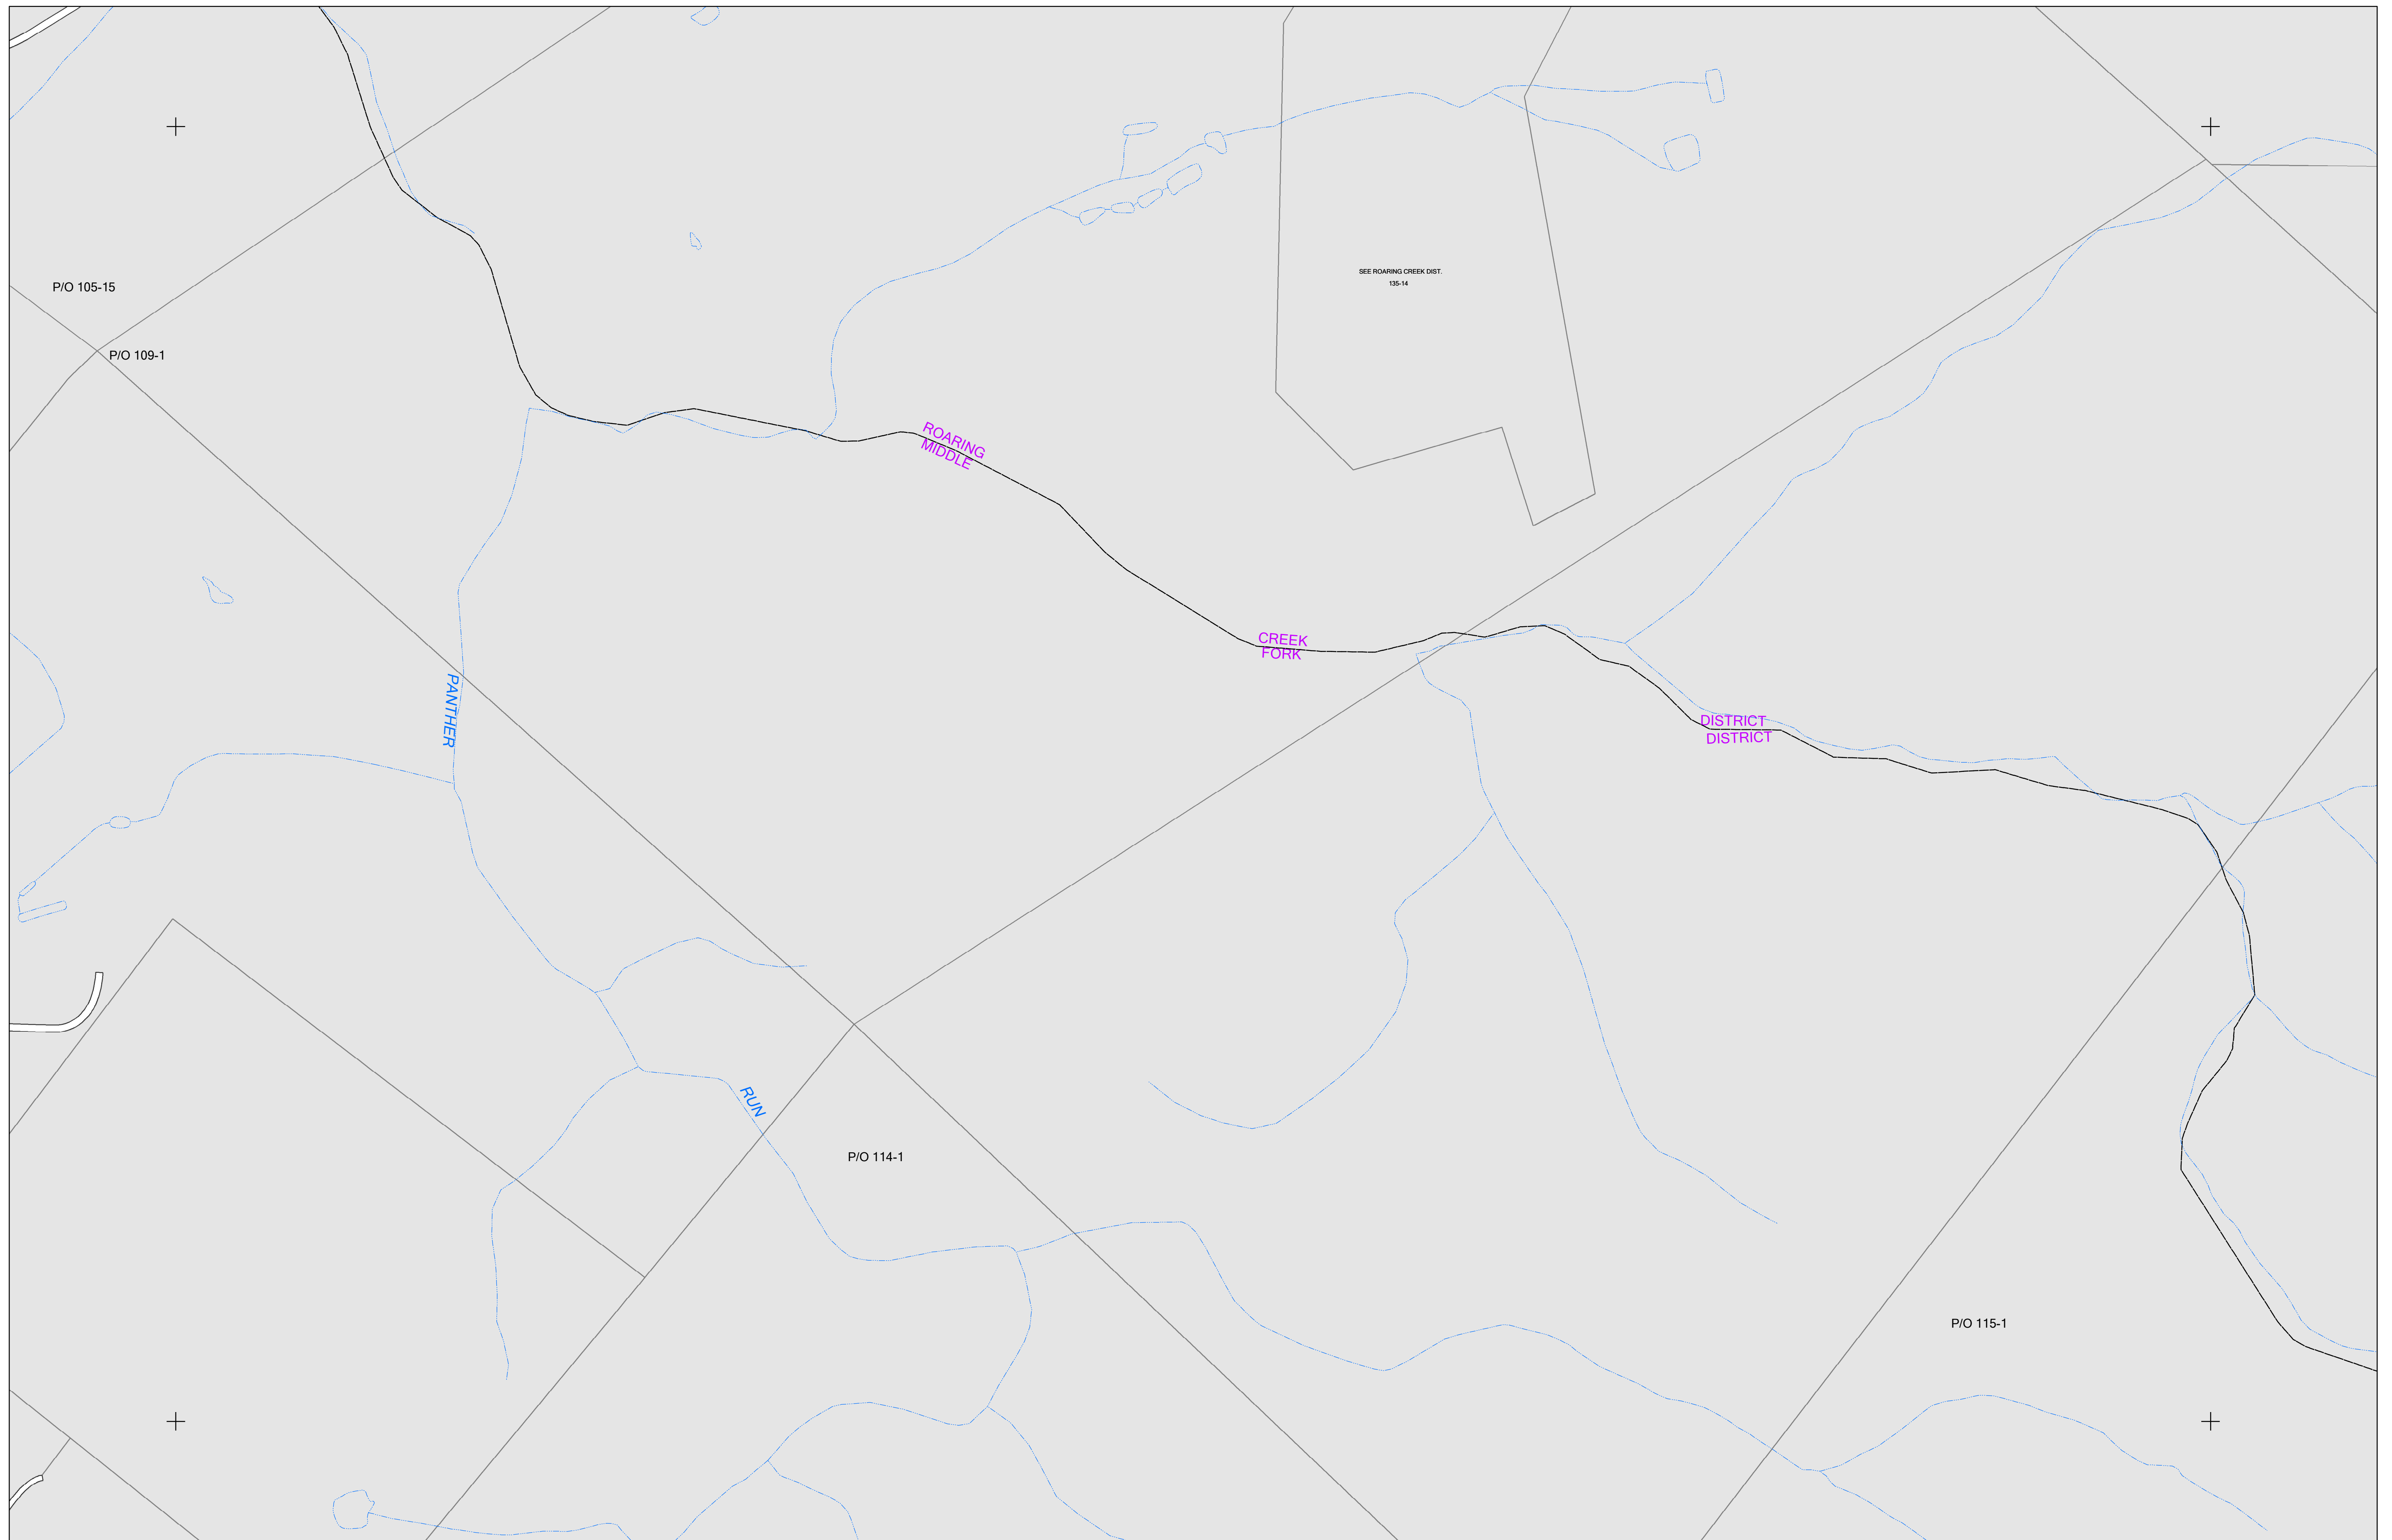 SEE ROARING CREEK DIST.
135-14
P/O 105-15
P/O 109-1
ROARING
MIDDLE
CREEK
FORK
DISTRICT
DISTRICT
PANTHER
RUN
P/O 114-1
P/O 115-1